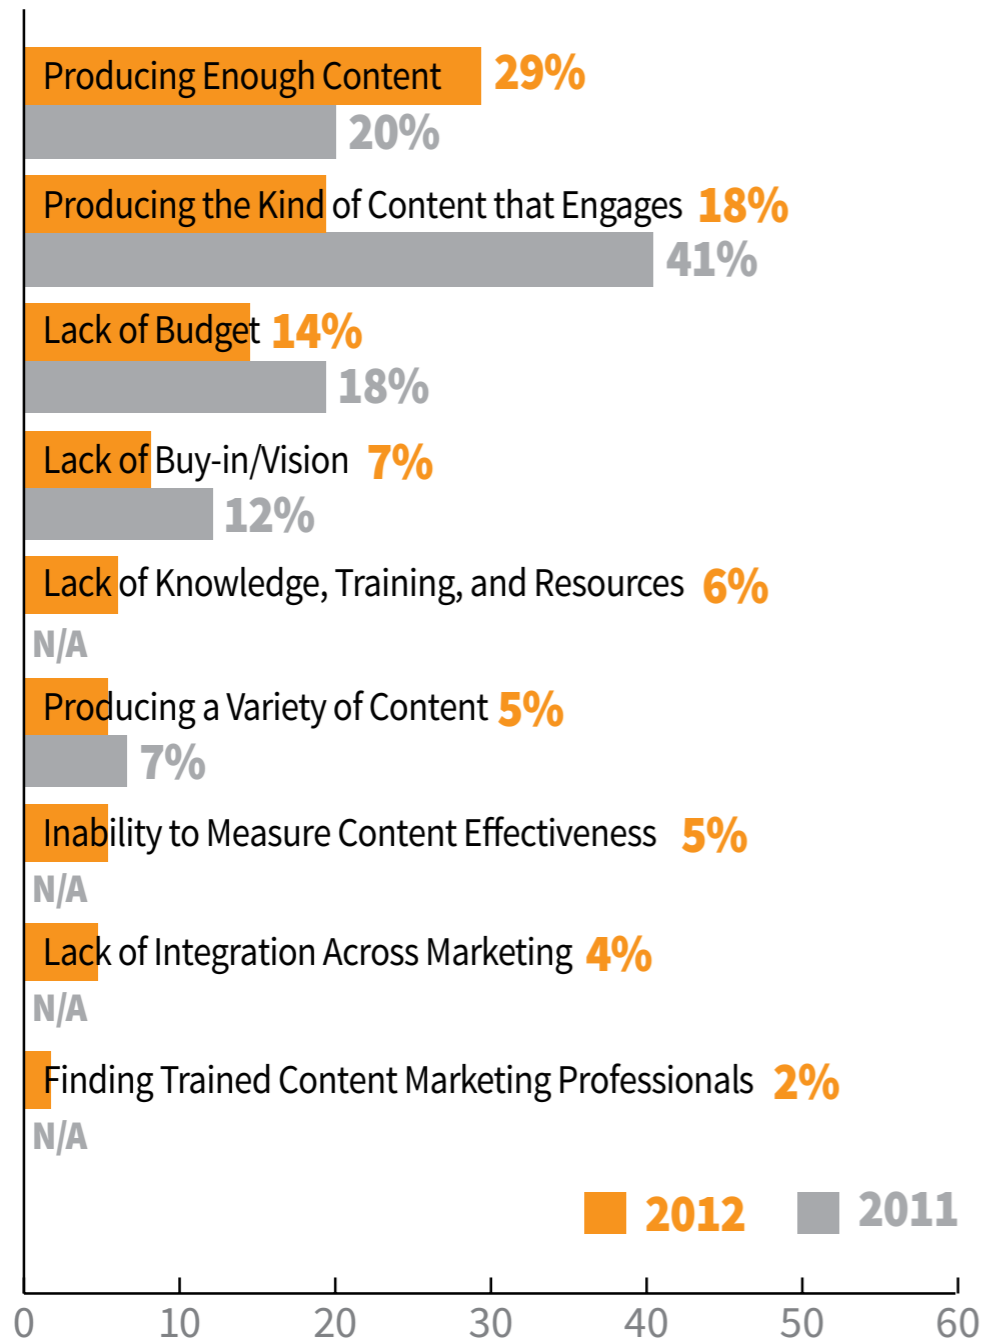 Producing Enough Content 29%
20%
Producing the Kind of Content that Engages 18%
41%
Lack of Budget 14%
18%
Lack of Buy-in/Vision 7%
12%
Lack of Knowledge, Training, and Resources 6%
N/A
Producing a Variety of Content 5%
7%
Inability to Measure Content Effectiveness 5%
N/A
Lack of Integration Across Marketing 4%
N/A
Finding Trained Content Marketing Professionals 2%
N/A
2012 2011
0 10 20 30 40 50 60